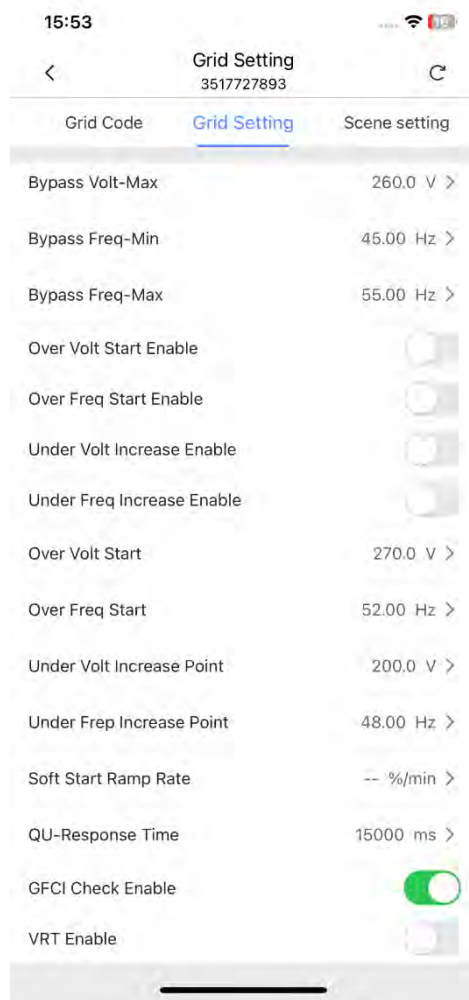 15:53
Grid Setting
3517727893
Grid Code Grid Setting Scene setting
Bypass Volt-Max 260.0 V >
Bypass Freq-Min 45.00 Hz >
Bypass Freq-Max 55.00 Hz >
Over Volt Start Enable
Over Freq Start Enable
Under Volt Increase Enable
Under Freq Increase Enable
Over Volt Start 270.0 V >
Over Freq Start 52.00 Hz >
Under Volt Increase Point 200.0 V >
Under Frep Increase Point 48.00 Hz >
Soft Start Ramp Rate -- %/min >
QU-Response Time 15000 ms >
GFCI Check Enable
VRT Enable